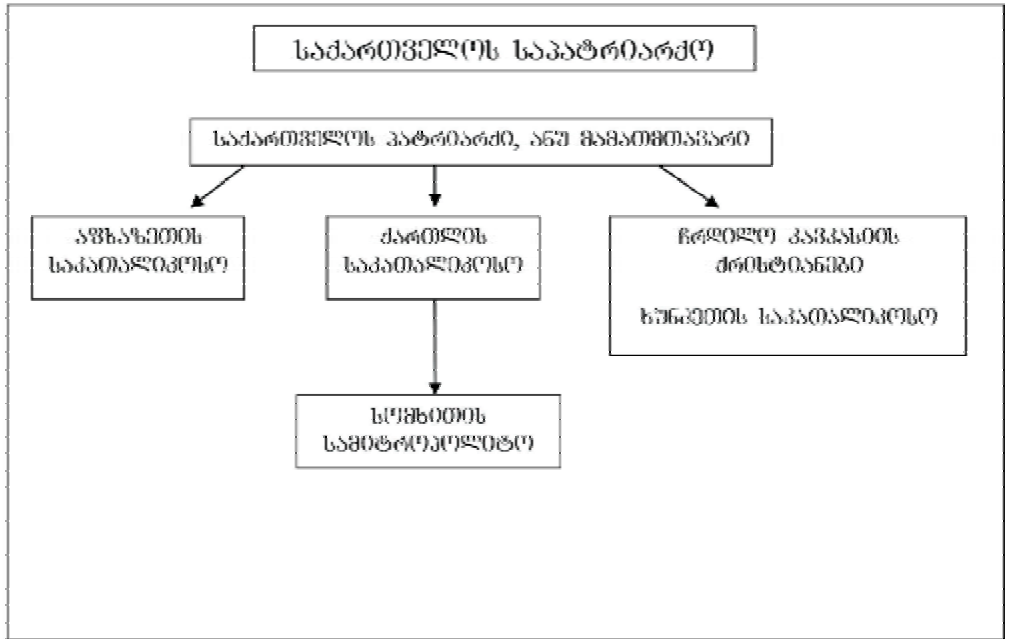 საქართველოს საპატრიარქო
საქართველოს პატრიარქი, ანუ მამათმთავარი
აფხაზეთის
საკათალიკოსო
ქართლის
საკათალიკოსო
ჩრდილო კავკასიის
ქრისტიანები
ხუნძეთის საკათალიკოსო
სომხითის
სამიტროპოლიტო